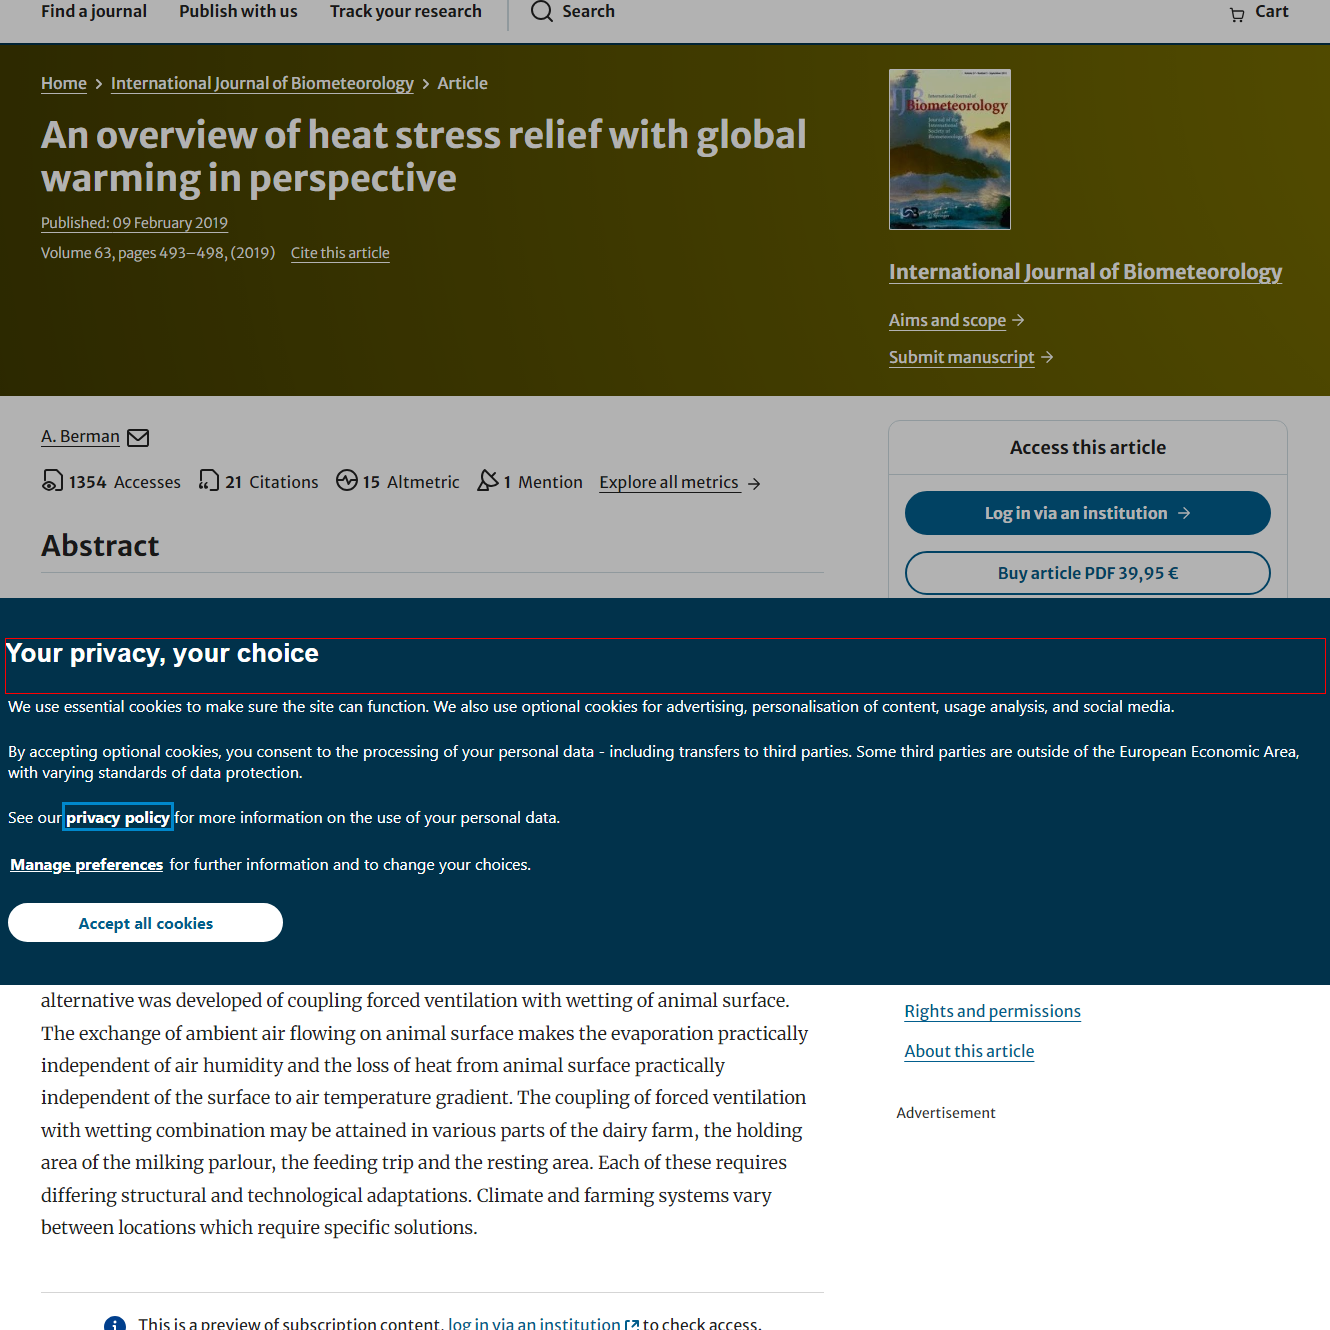 Find a journal Publish with us Track your research Search Cart
Home > International Journal of Biometeorology > Article
An overview of heat stress relief with global
warming in perspective
Published: 09 February 2019
Volume 63, pages 493–498, (2019) Cite this article
International Journal of
Biometeorology
Journal of the
International
Society of
Biometeorology
International Journal of Biometeorology
Aims and scope →
Submit manuscript →
A. Berman
1354 Accesses 21 Citations 15 Altmetric 1 Mention Explore all metrics →
Abstract
Access this article
Log in via an institution →
Buy article PDF 39,95 €
Your privacy, your choice
We use essential cookies to make sure the site can function. We also use optional cookies for advertising, personalisation of content, usage analysis, and social media.
By accepting optional cookies, you consent to the processing of your personal data - including transfers to third parties. Some third parties are outside of the European Economic Area,
with varying standards of data protection.
See our privacy policy for more information on the use of your personal data.
Manage preferences for further information and to change your choices.
Accept all cookies
alternative was developed of coupling forced ventilation with wetting of animal surface.
The exchange of ambient air flowing on animal surface makes the evaporation practically
independent of air humidity and the loss of heat from animal surface practically
independent of the surface to air temperature gradient. The coupling of forced ventilation
with wetting combination may be attained in various parts of the dairy farm, the holding
area of the milking parlour, the feeding trip and the resting area. Each of these requires
differing structural and technological adaptations. Climate and farming systems vary
between locations which require specific solutions.
Rights and permissions
About this article
Advertisement
This is a preview of subscription content, log in via an institution to check access.